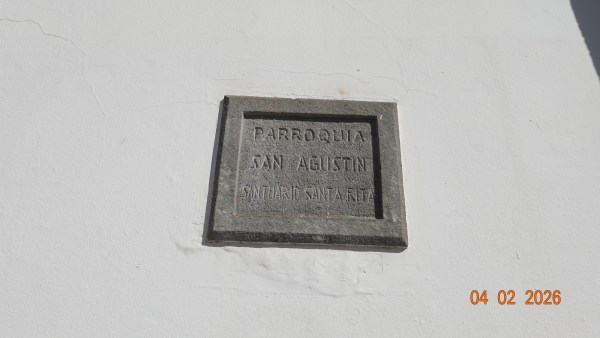 PARROQUIA
SAN AGUSTIN
SANTUARIO SANTA RITA
04 02 2026